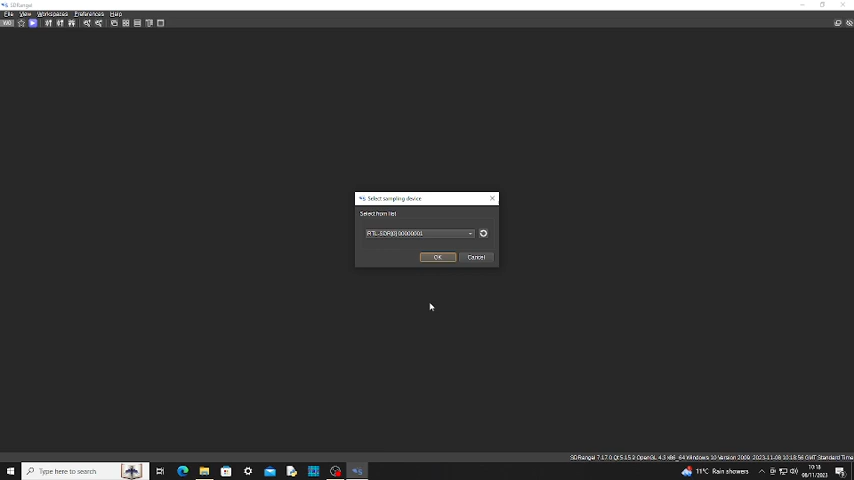 SDRangel
File View Workspaces Preferences Help
W0
Select sampling device
Select from list
RTL-SDR[0] 00000001
OK Cancel
SDRangel 7.17.0 Qt 5.15.2 OpenGL 4.3 x86_64 Windows 10 Version 2009 2023-11-08 10:18:56 GMT Standard Time
Type here to search
11°C Rain showers
10:18
08/11/2023